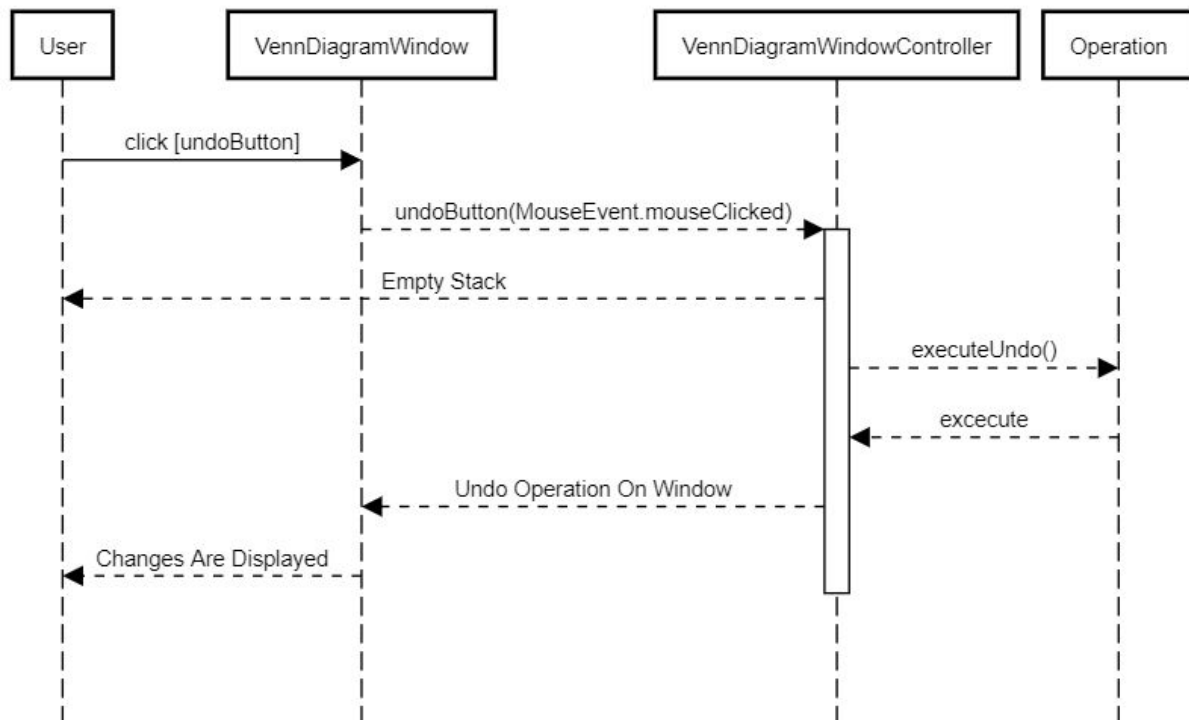 User
VennDiagramWindow
VennDiagramWindowController
Operation
click [undoButton]
undoButton(MouseEvent.mouseClicked)
Empty Stack
executeUndo()
excecute
Undo Operation On Window
Changes Are Displayed